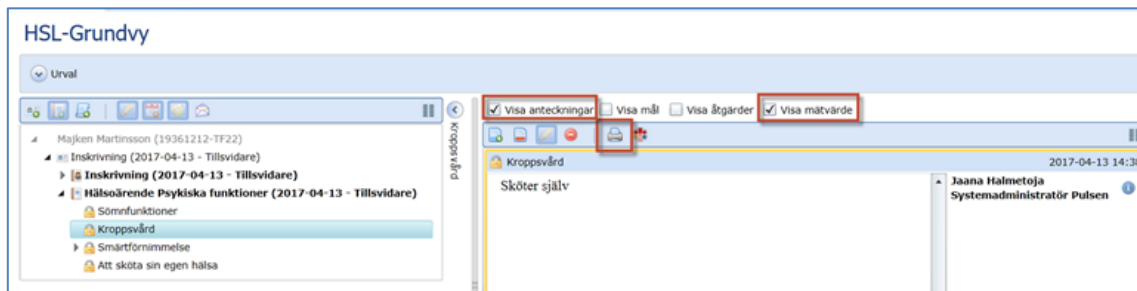 HSL-Grundvy
Urval
Visa anteckningar Visa mål Visa åtgärder Visa mätvärde
Majken Martinsson (19361212-TF22)
Inskrivning (2017-04-13 - Tillsvidare)
Inskrivning (2017-04-13 - Tillsvidare)
Hälsoärende Psykiska funktioner (2017-04-13 - Tillsvidare)
Sömnfunktioner
Kroppsvård
Smärtförnimmelse
Att sköta sin egen hälsa
Kroppsvård
Kroppsvård 2017-04-13 14:38
Sköter själv
Jaana Halmetoja
Systemadministratör Pulsen